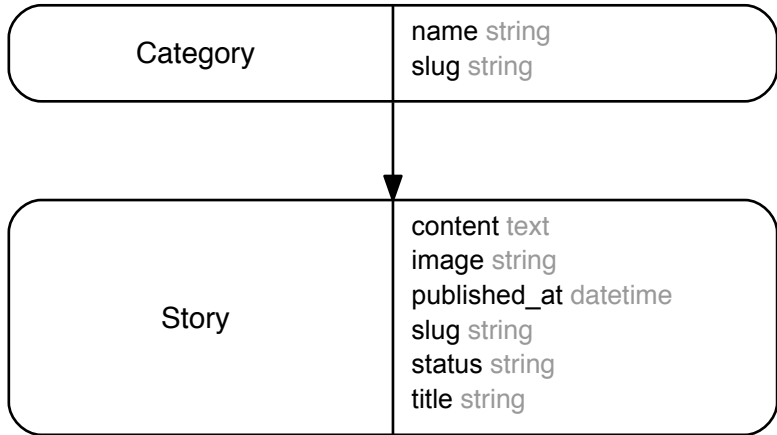 Category
name string
slug string
Story
content text
image string
published_at datetime
slug string
status string
title string